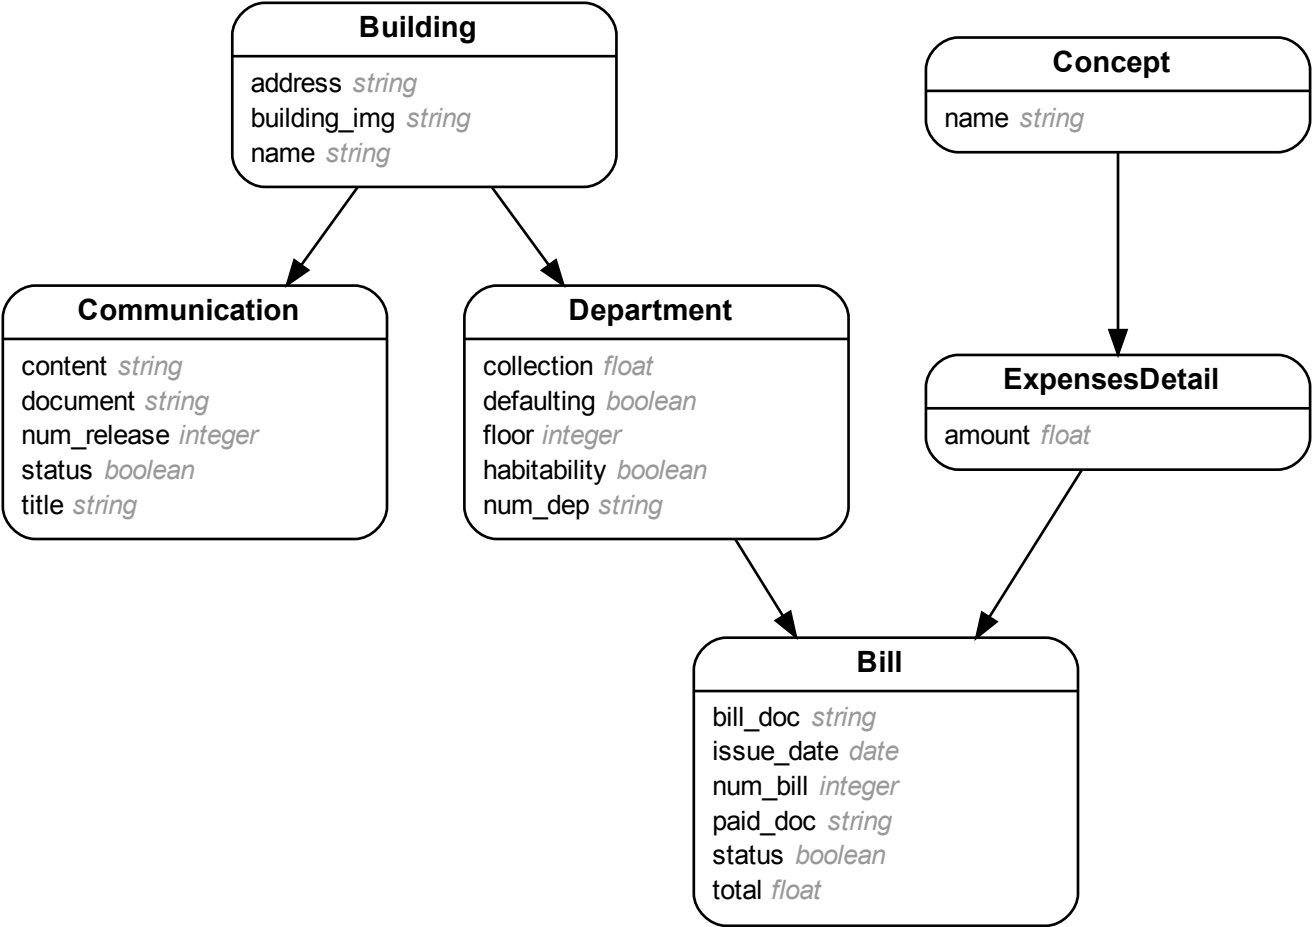 Building
address string
building_img string
name string
Concept
name string
Communication
content string
document string
num_release integer
status boolean
title string
Department
collection float
defaulting boolean
floor integer
habitability boolean
num_dep string
ExpensesDetail
amount float
Bill
bill_doc string
issue_date date
num_bill integer
paid_doc string
status boolean
total float